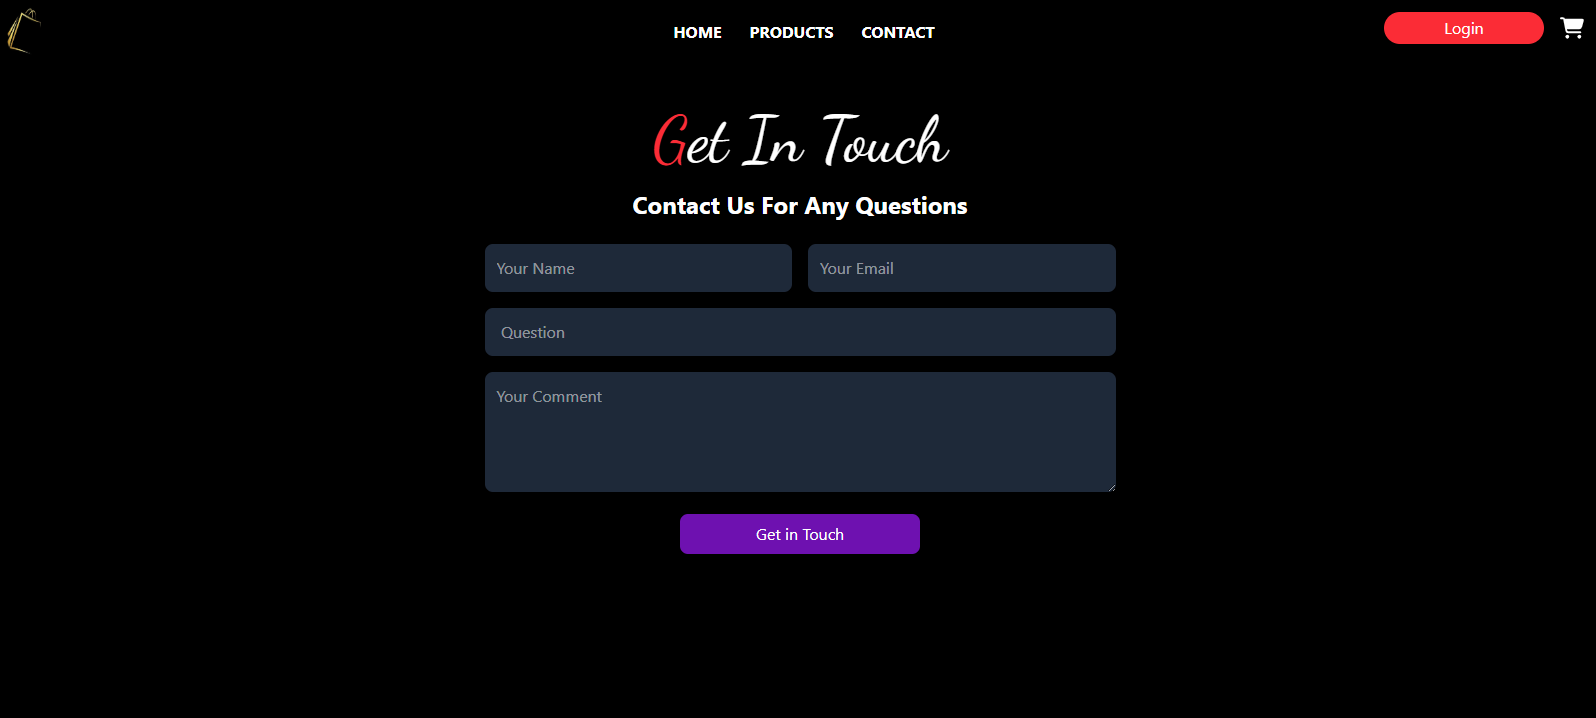 HOME PRODUCTS CONTACT Login
Get In Touch
Contact Us For Any Questions
Your Name Your Email
Question
Your Comment
Get in Touch